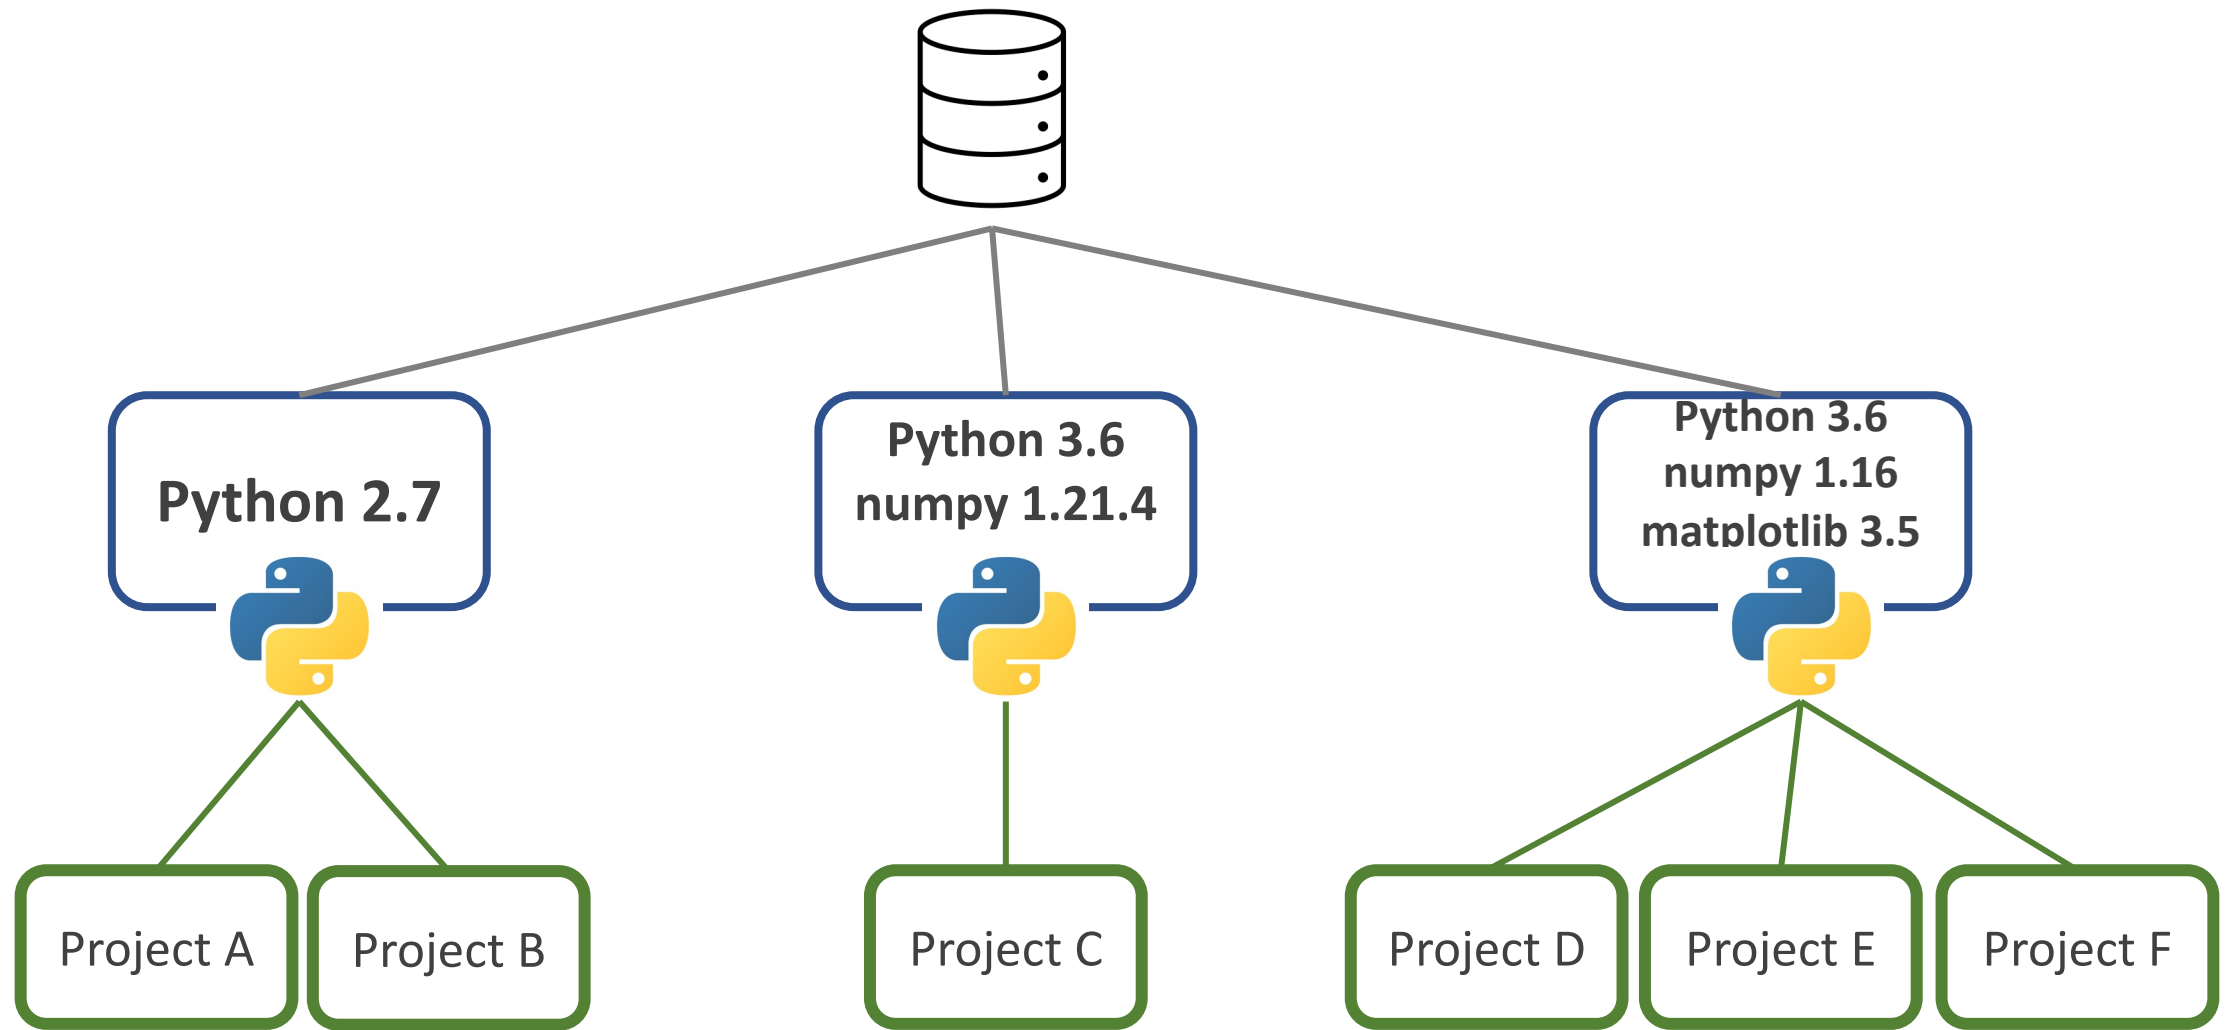 Python 2.7
Python 3.6
numpy 1.21.4
Python 3.6
numpy 1.16
matplotlib 3.5
Project A
Project B
Project C
Project D
Project E
Project F